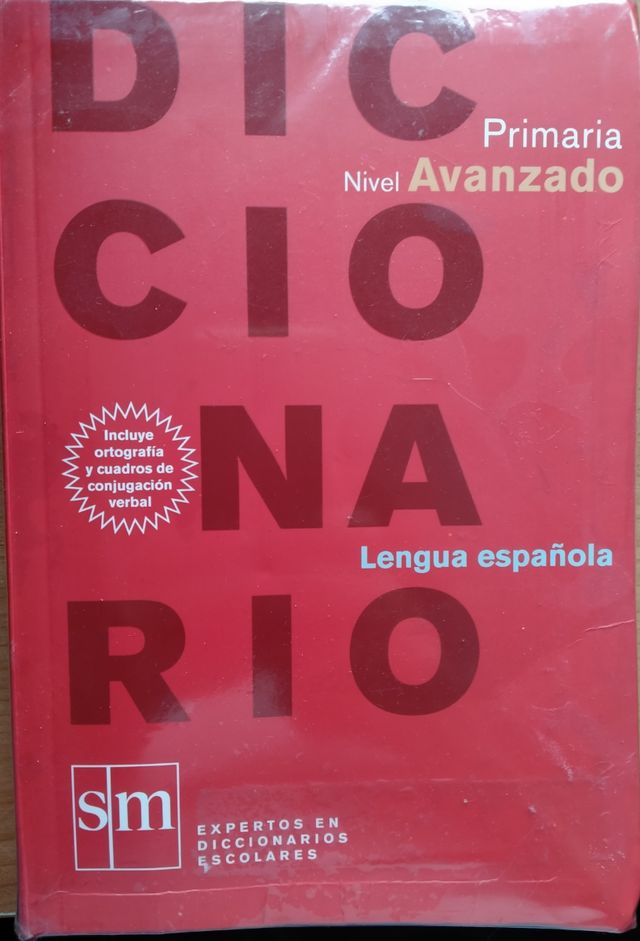 DIC
Primaria
Nivel Avanzado
CIO
NA
Incluye
ortografía
y cuadros de
conjugación
verbal
Lengua española
RIO
sm
EXPERTOS EN
DICCIONARIOS
ESCOLARES